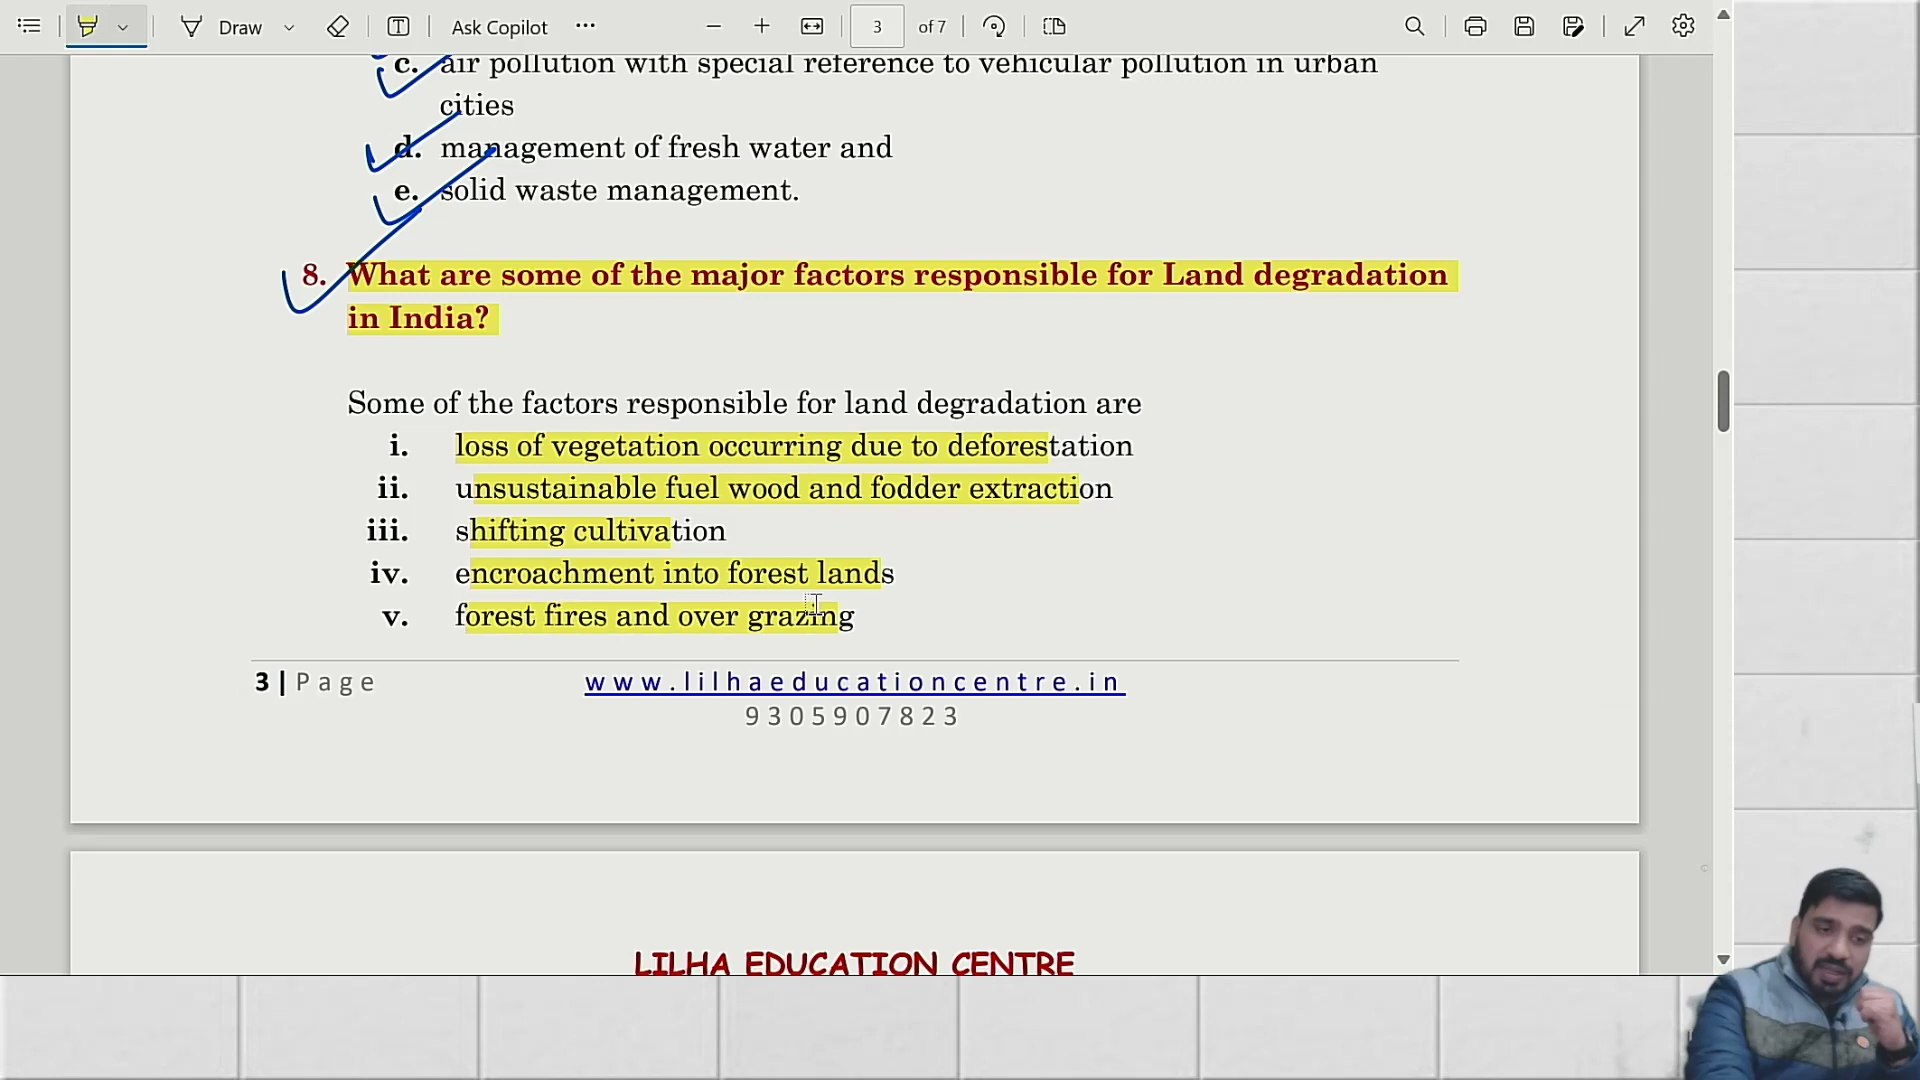 Draw
Ask Copilot
3 of 7
c. air pollution with special reference to vehicular pollution in urban
cities
d. management of fresh water and
e. solid waste management.
8. What are some of the major factors responsible for Land degradation
in India?
Some of the factors responsible for land degradation are
i. loss of vegetation occurring due to deforestation
ii. unsustainable fuel wood and fodder extraction
iii. shifting cultivation
iv. encroachment into forest lands
v. forest fires and over grazing
3 | Page www.lilhaeducationcentre.in
9305907823
LILHA EDUCATION CENTRE